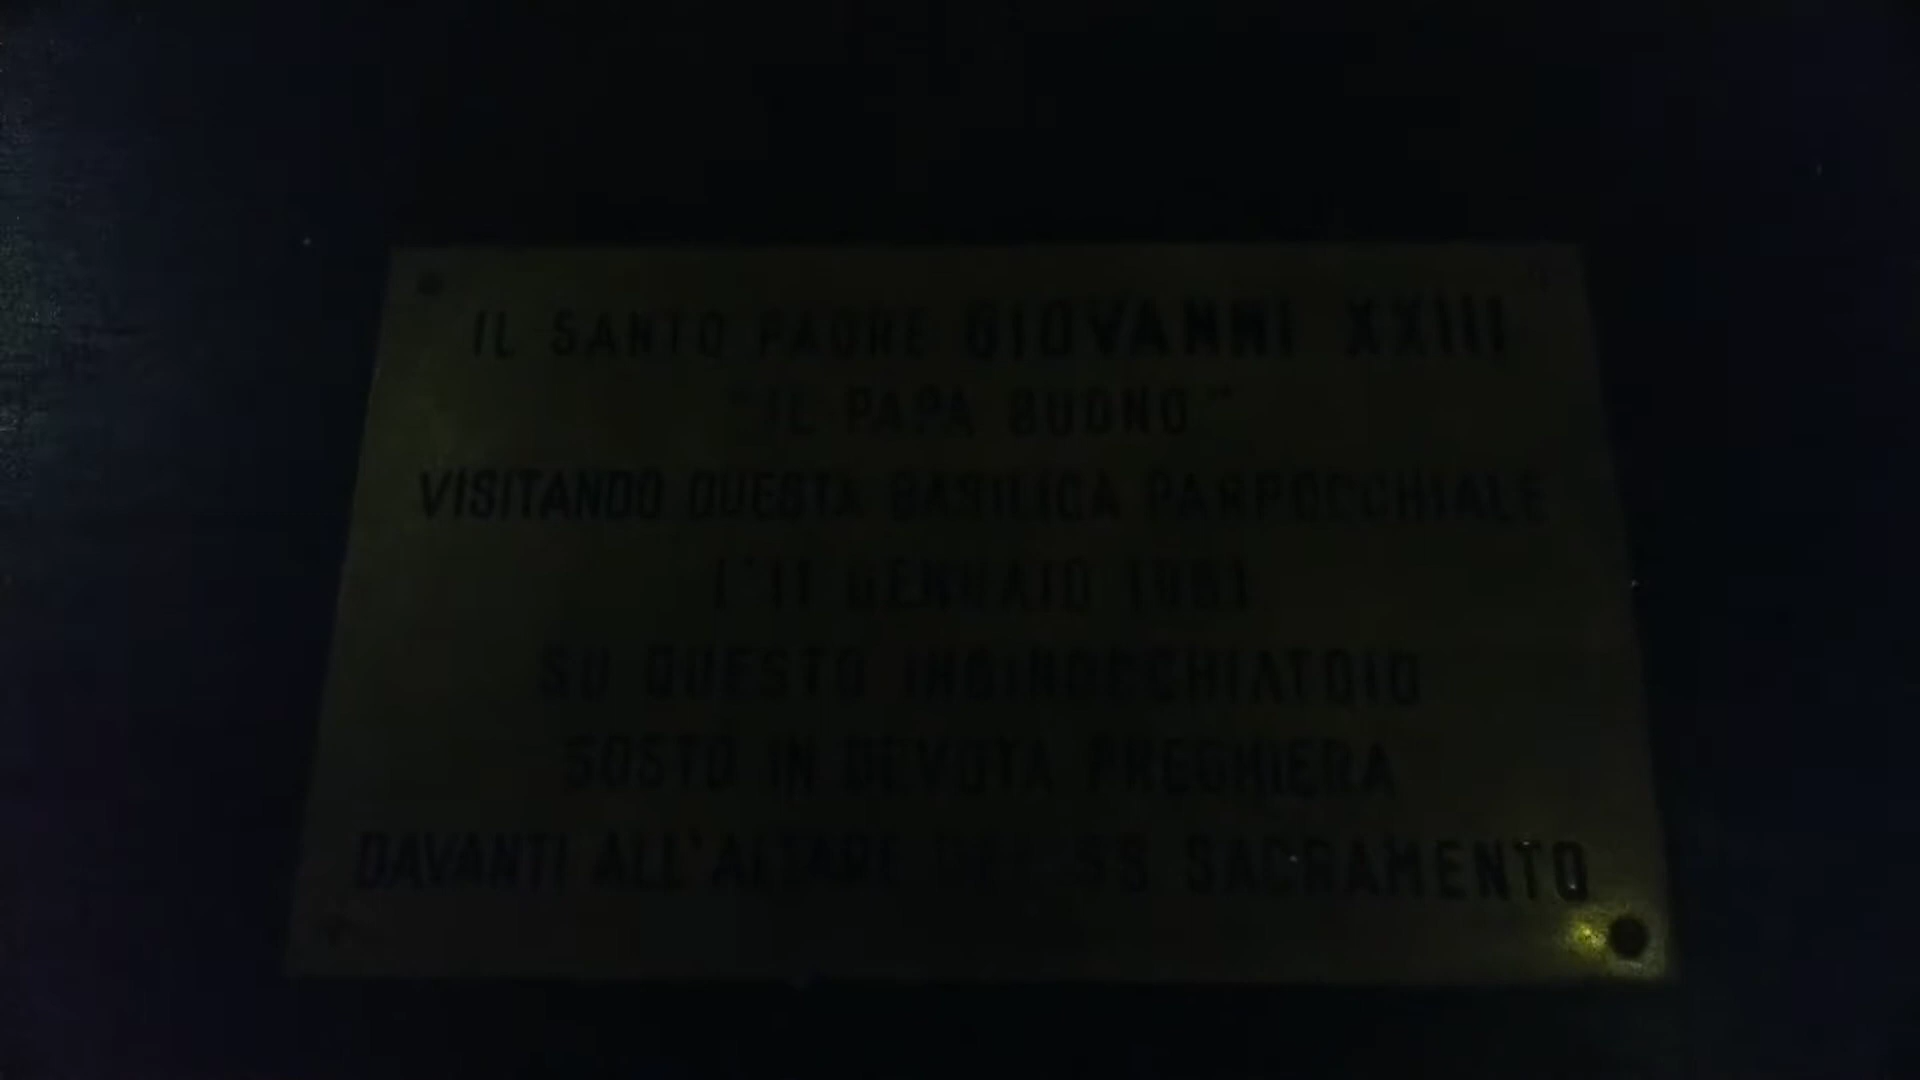 IL SANTO PADRE GIOVANNI XXIII
"IL PAPA BUONO"
VISITANDO QUESTA BASILICA PARROCCHIALE
L'11 GENNAIO 1961
SU QUESTO INGINOCCHIATOIO
SOSTÒ IN DEVOTA PREGHIERA
DAVANTI ALL'ALTARE DEL SS SACRAMENTO